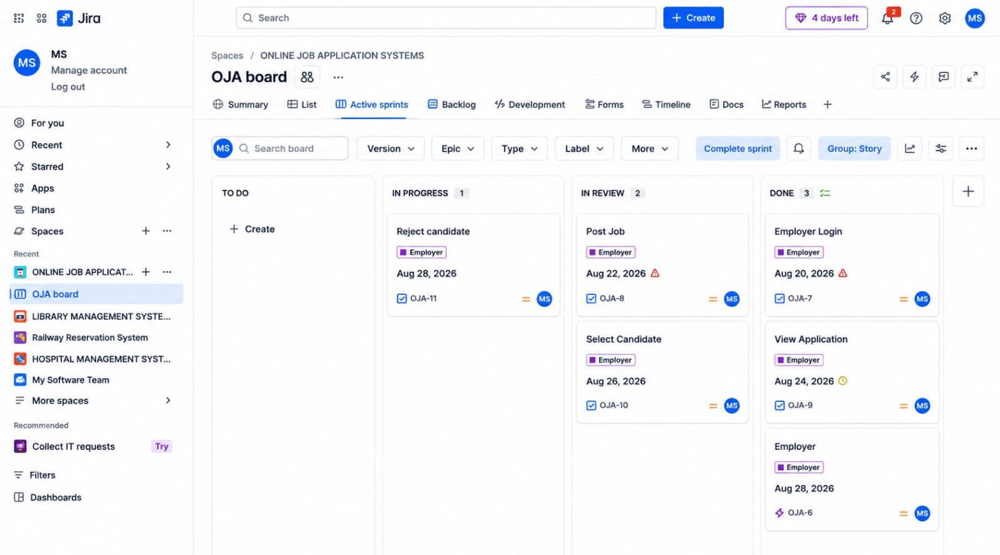 Jira
Search
Create
4 days left
2
MS
MS
MS
Manage account
Log out
For you
Recent
Starred
Apps
Plans
Spaces
Recent
ONLINE JOB APPLICAT...
OJA board
LIBRARY MANAGEMENT SYSTE...
Railway Reservation System
HOSPITAL MANAGEMENT SYST...
My Software Team
More spaces
Recommended
Collect IT requests Try
Filters
Dashboards
Spaces / ONLINE JOB APPLICATION SYSTEMS
OJA board
Summary List Active sprints Backlog Development Forms Timeline Docs Reports
MS Search board Version Epic Type Label More Complete sprint Group: Story
TO DO
Create
IN PROGRESS 1
Reject candidate
Employer
Aug 28, 2026
OJA-11 MS
IN REVIEW 2
Post Job
Employer
Aug 22, 2026
OJA-8 MS
Select Candidate
Employer
Aug 26, 2026
OJA-10 MS
DONE 3
Employer Login
Employer
Aug 20, 2026
OJA-7 MS
View Application
Employer
Aug 24, 2026
OJA-9 MS
Employer
Employer
Aug 28, 2026
OJA-6 MS